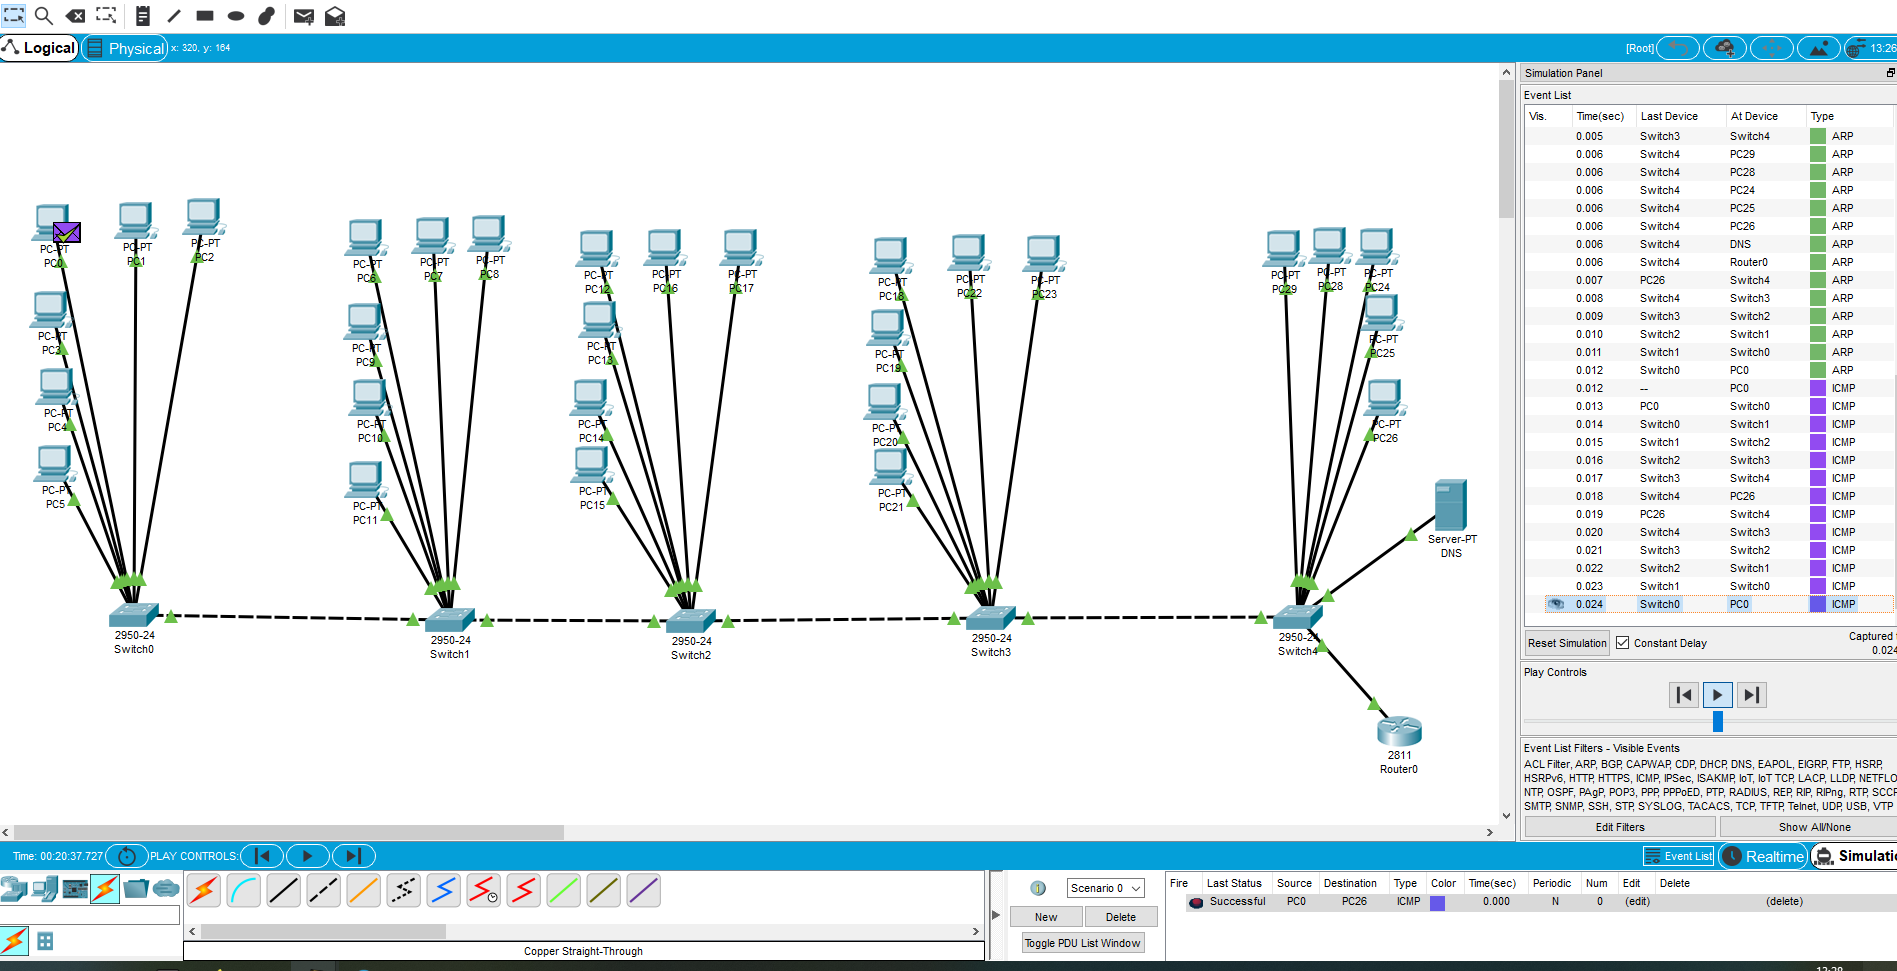 Logical
Physical
x: 320, y: 164
[Root]
13:26
Simulation Panel
Event List
Vis. Time(sec) Last Device At Device Type
0.005 Switch3 Switch4 ARP
0.006 Switch4 PC29 ARP
0.006 Switch4 PC28 ARP
0.006 Switch4 PC24 ARP
0.006 Switch4 PC25 ARP
0.006 Switch4 PC26 ARP
0.006 Switch4 DNS ARP
0.006 Switch4 Router0 ARP
0.007 PC26 Switch4 ARP
0.008 Switch4 Switch3 ARP
0.009 Switch3 Switch2 ARP
0.010 Switch2 Switch1 ARP
0.011 Switch1 Switch0 ARP
0.012 Switch0 PC0 ARP
0.012 -- PC0 ICMP
0.013 PC0 Switch0 ICMP
0.014 Switch0 Switch1 ICMP
0.015 Switch1 Switch2 ICMP
0.016 Switch2 Switch3 ICMP
0.017 Switch3 Switch4 ICMP
0.018 Switch4 PC26 ICMP
0.019 PC26 Switch4 ICMP
0.020 Switch4 Switch3 ICMP
0.021 Switch3 Switch2 ICMP
0.022 Switch2 Switch1 ICMP
0.023 Switch1 Switch0 ICMP
0.024 Switch0 PC0 ICMP
Reset Simulation
Constant Delay
Captured
0.024
Play Controls
Event List Filters - Visible Events
ACL Filter, ARP, BGP, CAPWAP, CDP, DHCP, DNS, EAPOL, EIGRP, FTP, HSRP,
HSRPv6, HTTP, HTTPS, ICMP, IPSec, ISAKMP, IoT, IoT TCP, LACP, LLDP, NETFLO
NTP, OSPF, PAgP, POP3, PPP, PPPoED, PTP, RADIUS, REP, RIP, RIPng, RTP, SCCP
SMTP, SNMP, SSH, STP, SYSLOG, TACACS, TCP, TFTP, Telnet, UDP, USB, VTP
Edit Filters
Show All/None
PC-PT
PC0
PC-PT
PC1
PC-PT
PC2
PC-PT
PC3
PC-PT
PC4
PC-PT
PC5
PC-PT
PC6
PC-PT
PC7
PC-PT
PC8
PC-PT
PC9
PC-PT
PC10
PC-PT
PC11
PC-PT
PC12
PC-PT
PC16
PC-PT
PC17
PC-PT
PC13
PC-PT
PC14
PC-PT
PC15
PC-PT
PC18
PC-PT
PC22
PC-PT
PC23
PC-PT
PC19
PC-PT
PC20
PC-PT
PC21
PC-PT
PC29
PC-PT
PC28
PC-PT
PC24
PC-PT
PC25
PC-PT
PC26
Server-PT
DNS
2950-24
Switch0
2950-24
Switch1
2950-24
Switch2
2950-24
Switch3
2950-24
Switch4
2811
Router0
Time: 00:20:37.727
PLAY CONTROLS:
Event List
Realtime
Simulatio
Copper Straight-Through
Scenario 0
New
Delete
Toggle PDU List Window
Fire Last Status Source Destination Type Color Time(sec) Periodic Num Edit Delete
Successful PC0 PC26 ICMP 0.000 N 0 (edit) (delete)